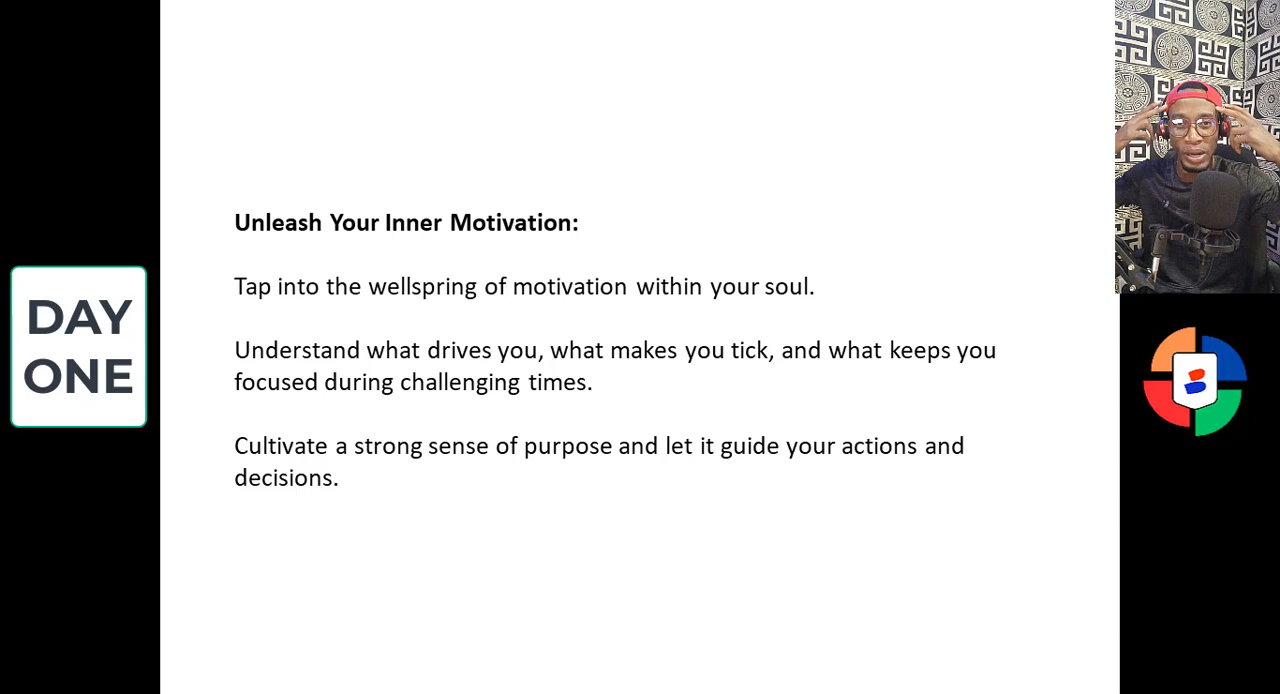 DAY
ONE
Unleash Your Inner Motivation:
Tap into the wellspring of motivation within your soul.
Understand what drives you, what makes you tick, and what keeps you
focused during challenging times.
Cultivate a strong sense of purpose and let it guide your actions and
decisions.